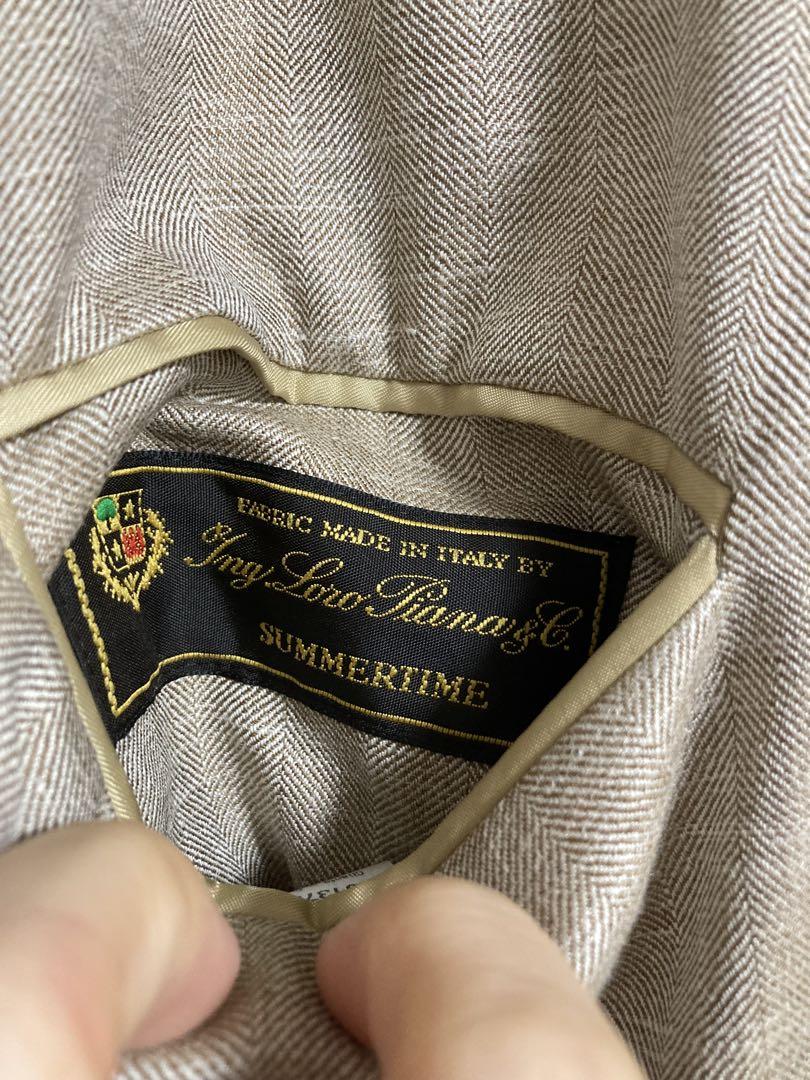 FABRIC MADE IN ITALY BY
Ing Loro Piana & C.
SUMMERTIME